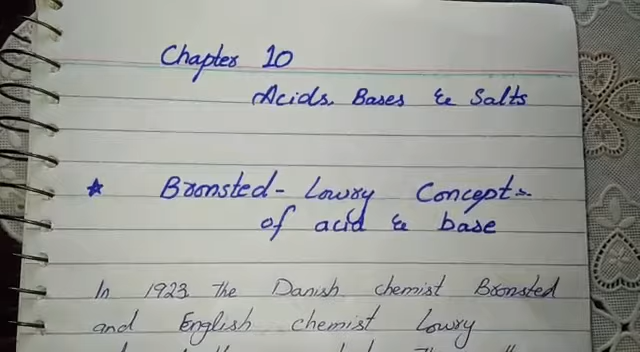 Chapter 10
Acids, Bases & Salts
* Bronsted-Lowry Concept:-
of acid & base
In 1923 the Danish chemist Bronsted
and English chemist Lowry